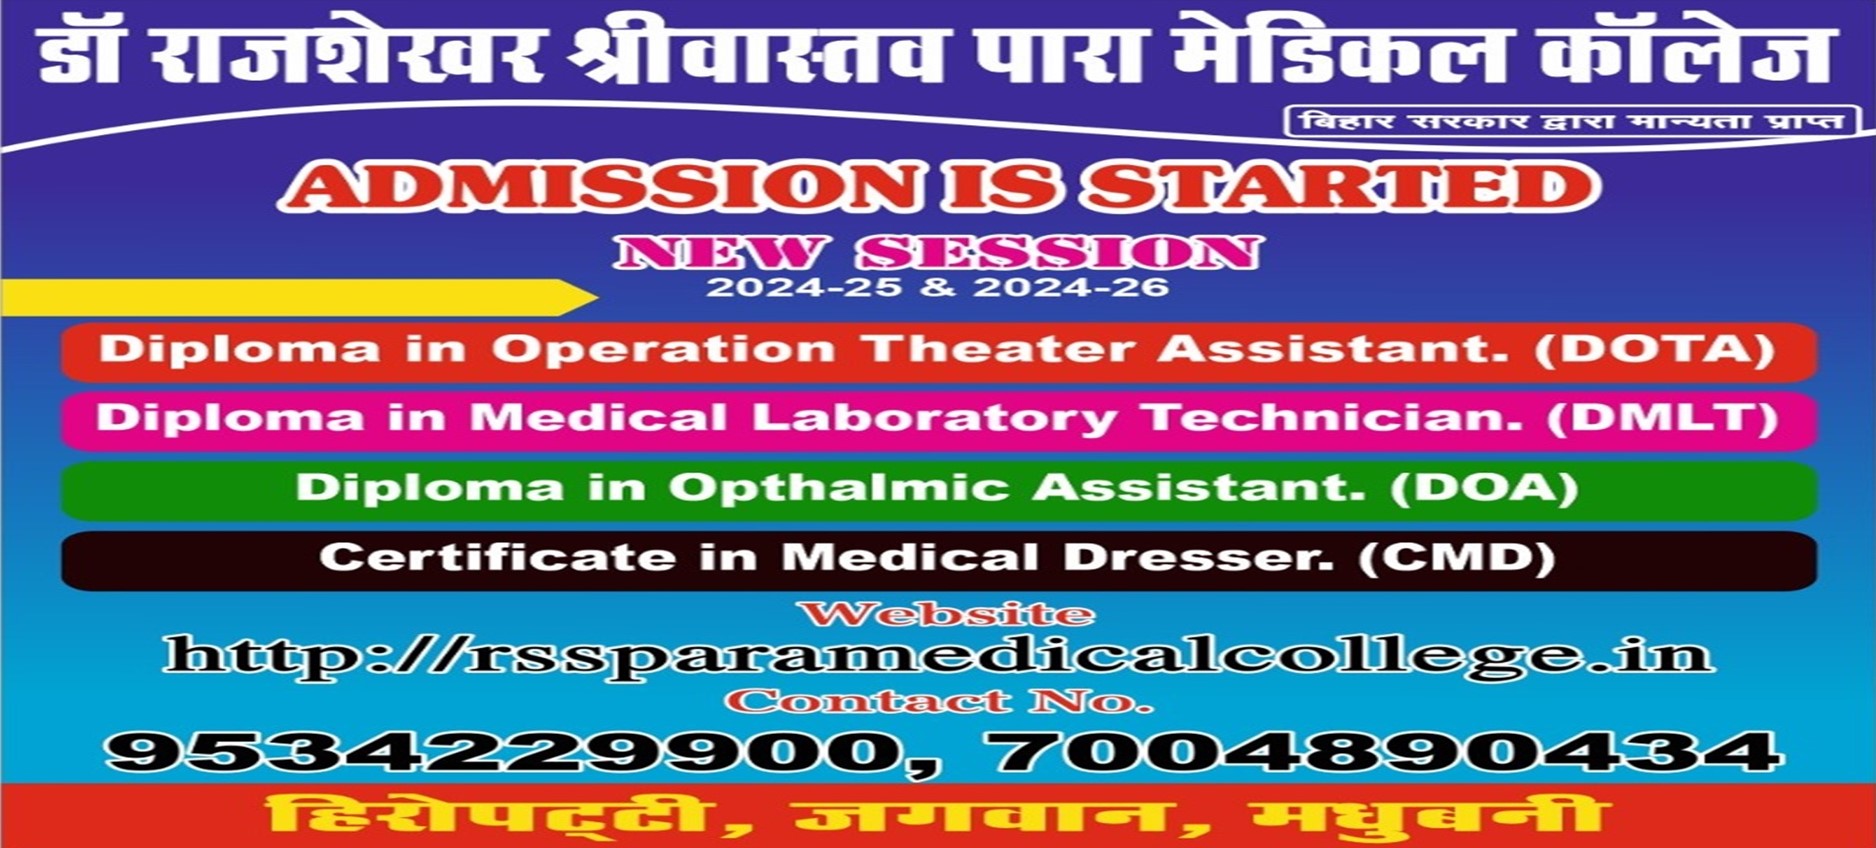 डॉ राजशेखर श्रीवास्तव पारा मेडिकल कॉलेज
बिहार सरकार द्वारा मान्यता प्राप्त
ADMISSION IS STARTED
NEW SESSION
2024-25 & 2024-26
Diploma in Operation Theater Assistant. (DOTA)
Diploma in Medical Laboratory Technician. (DMLT)
Diploma in Opthalmic Assistant. (DOA)
Certificate in Medical Dresser. (CMD)
Website
http://rssparamedicalcollege.in
Contact No.
9534229900, 7004890434
हिरोपट्टी, जगवान, मधुबनी